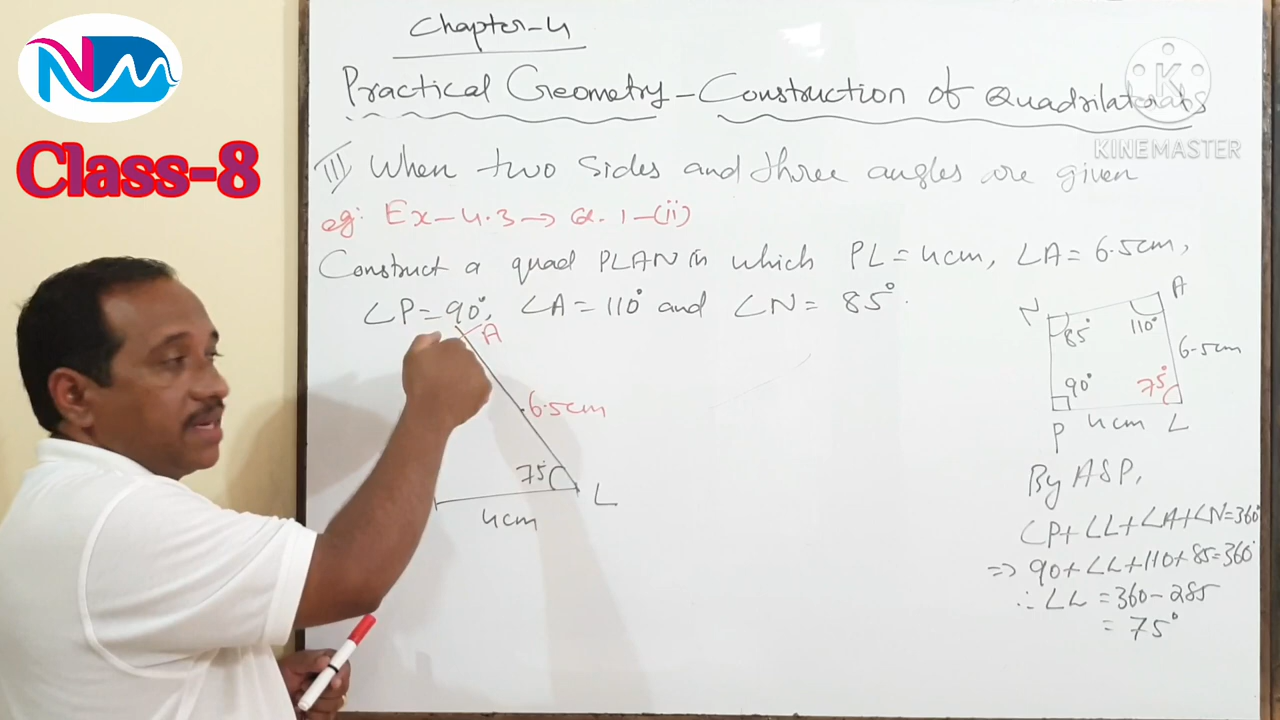 NM
Class-8
Chapter-4
Practical Geometry - Construction of Quadrilaterals
K
KINEMASTER
III) When two sides and three angles are given
eg: Ex-4.3 → Q.1-(ii)
Construct a quad PLAN in which PL = 4cm, LA = 6.5cm,
∠P = 90°, ∠A = 110° and ∠N = 85°.
A
6.5cm
75°
L
4cm
N
A
85°
110°
6.5cm
90°
75°
P
4cm
L
By ASP,
∠P+∠L+∠A+∠N=360°
⇒ 90+∠L+110+85=360°
∴ ∠L = 360-285
= 75°